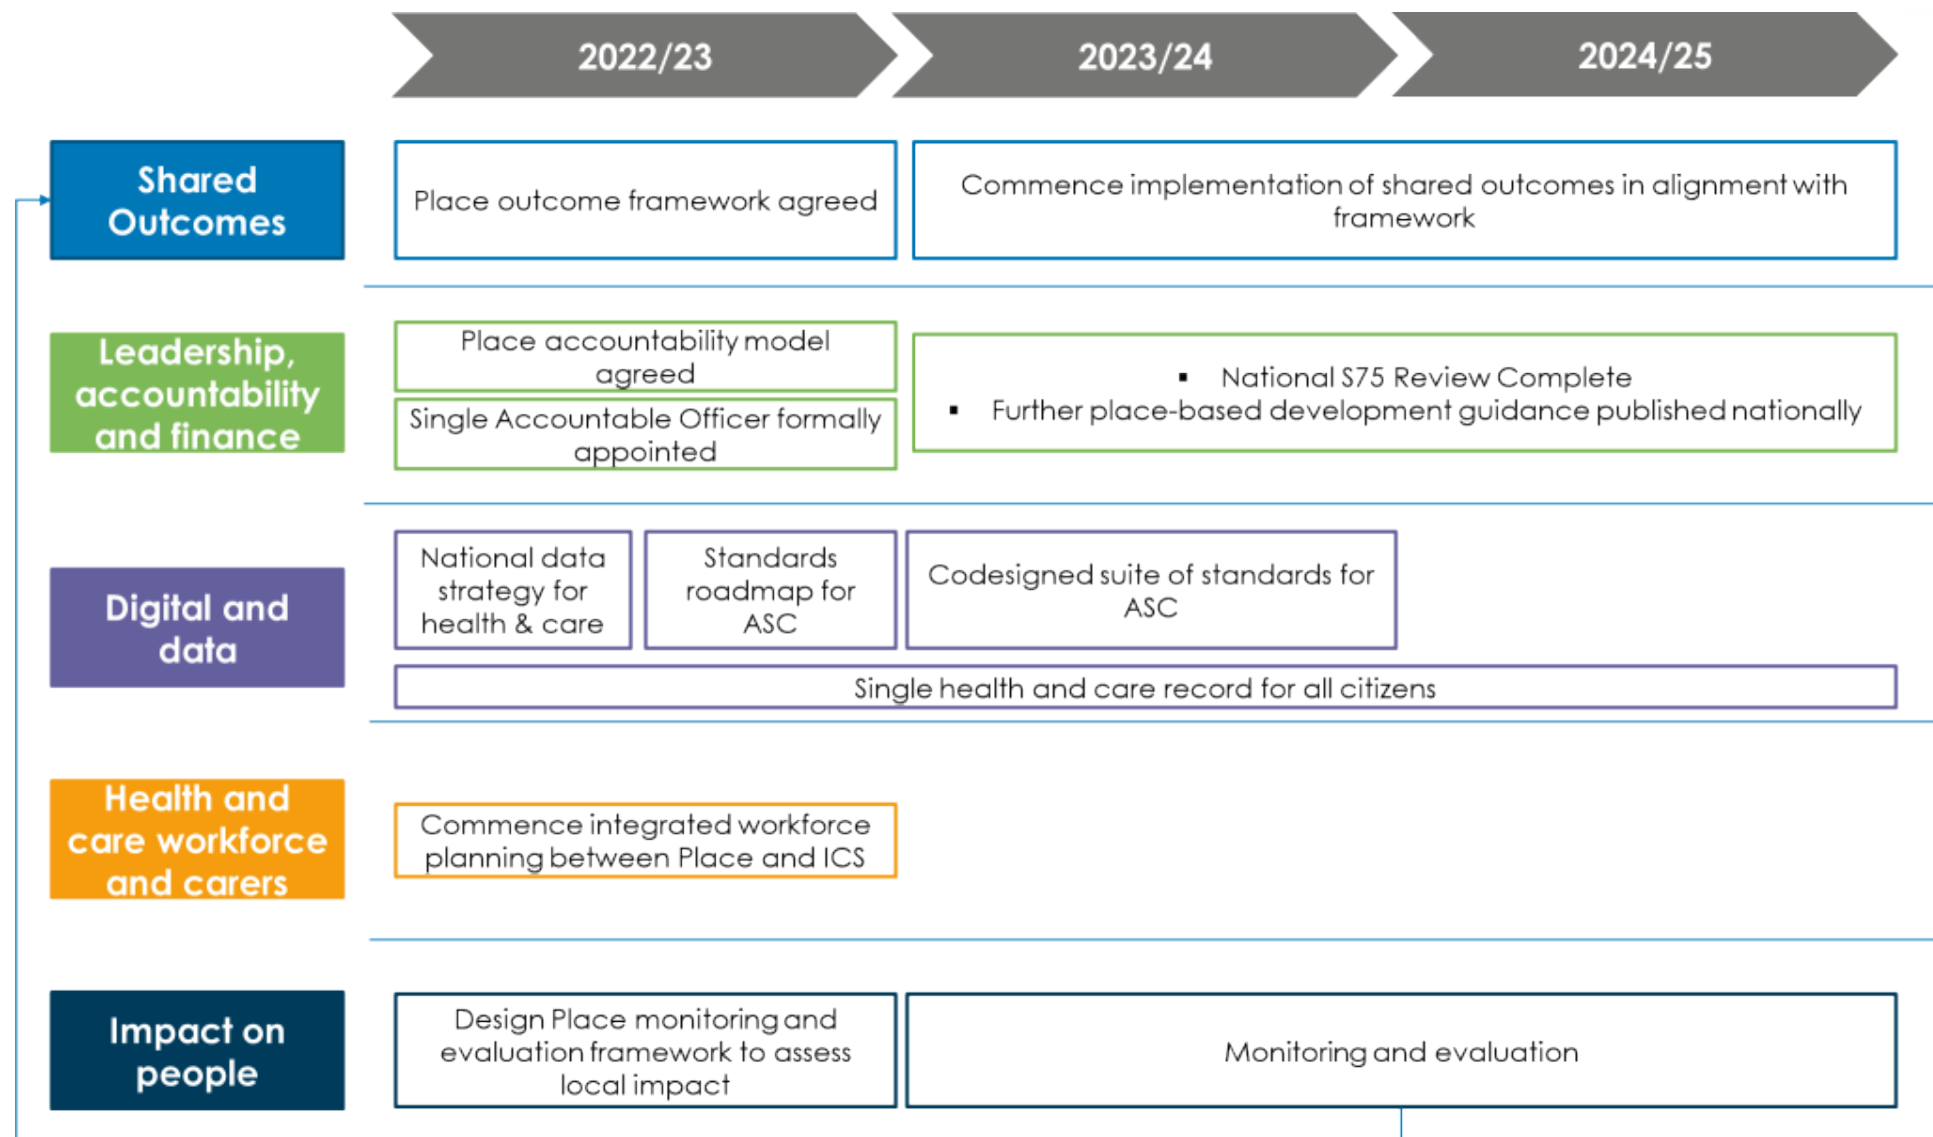 2022/23
2023/24
2024/25
Shared
Outcomes
Place outcome framework agreed
Commence implementation of shared outcomes in alignment with
framework
Leadership,
accountability
and finance
Place accountability model
agreed
Single Accountable Officer formally
appointed
▪ National S75 Review Complete
▪ Further place-based development guidance published nationally
Digital and
data
National data
strategy for
health & care
Standards
roadmap for
ASC
Codesigned suite of standards for
ASC
Single health and care record for all citizens
Health and
care workforce
and carers
Commence integrated workforce
planning between Place and ICS
Impact on
people
Design Place monitoring and
evaluation framework to assess
local impact
Monitoring and evaluation